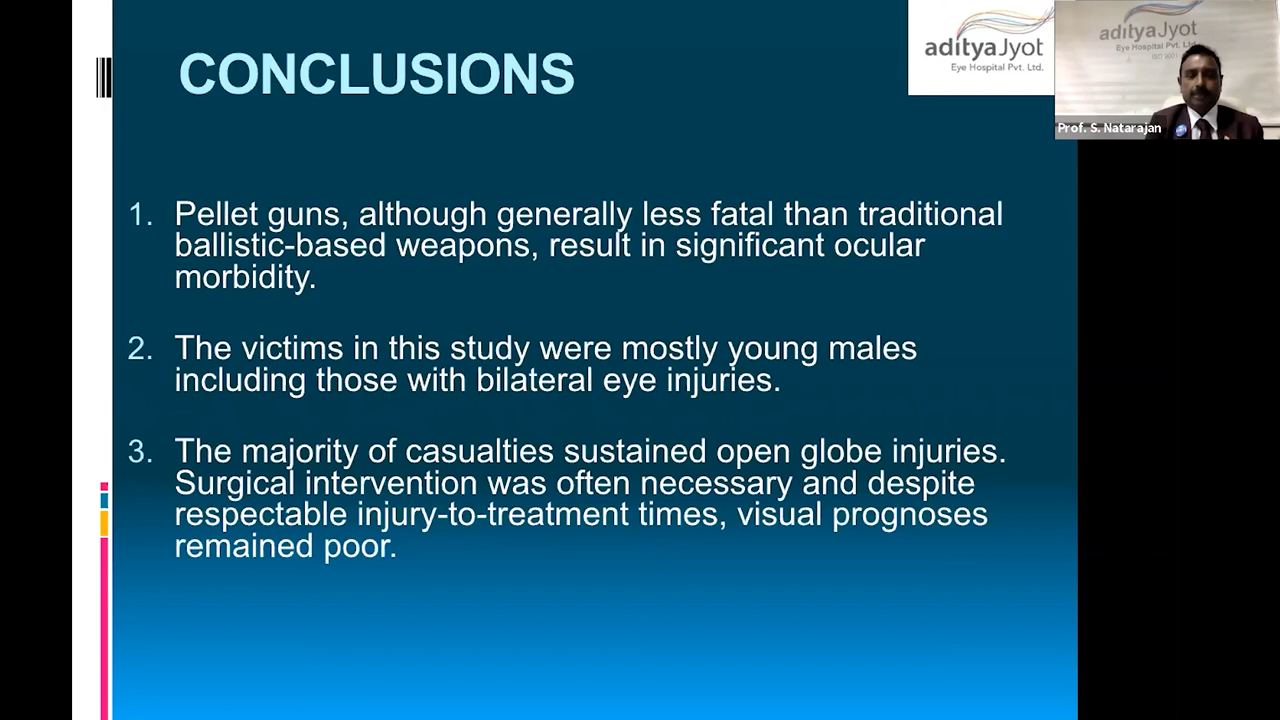 CONCLUSIONS
adityaJyot
Eye Hospital Pvt. Ltd.
adityaJyot
Eye Hospital Pvt. Ltd.
ISO 9001
Prof. S. Natarajan
1. Pellet guns, although generally less fatal than traditional
ballistic-based weapons, result in significant ocular
morbidity.
2. The victims in this study were mostly young males
including those with bilateral eye injuries.
3. The majority of casualties sustained open globe injuries.
Surgical intervention was often necessary and despite
respectable injury-to-treatment times, visual prognoses
remained poor.